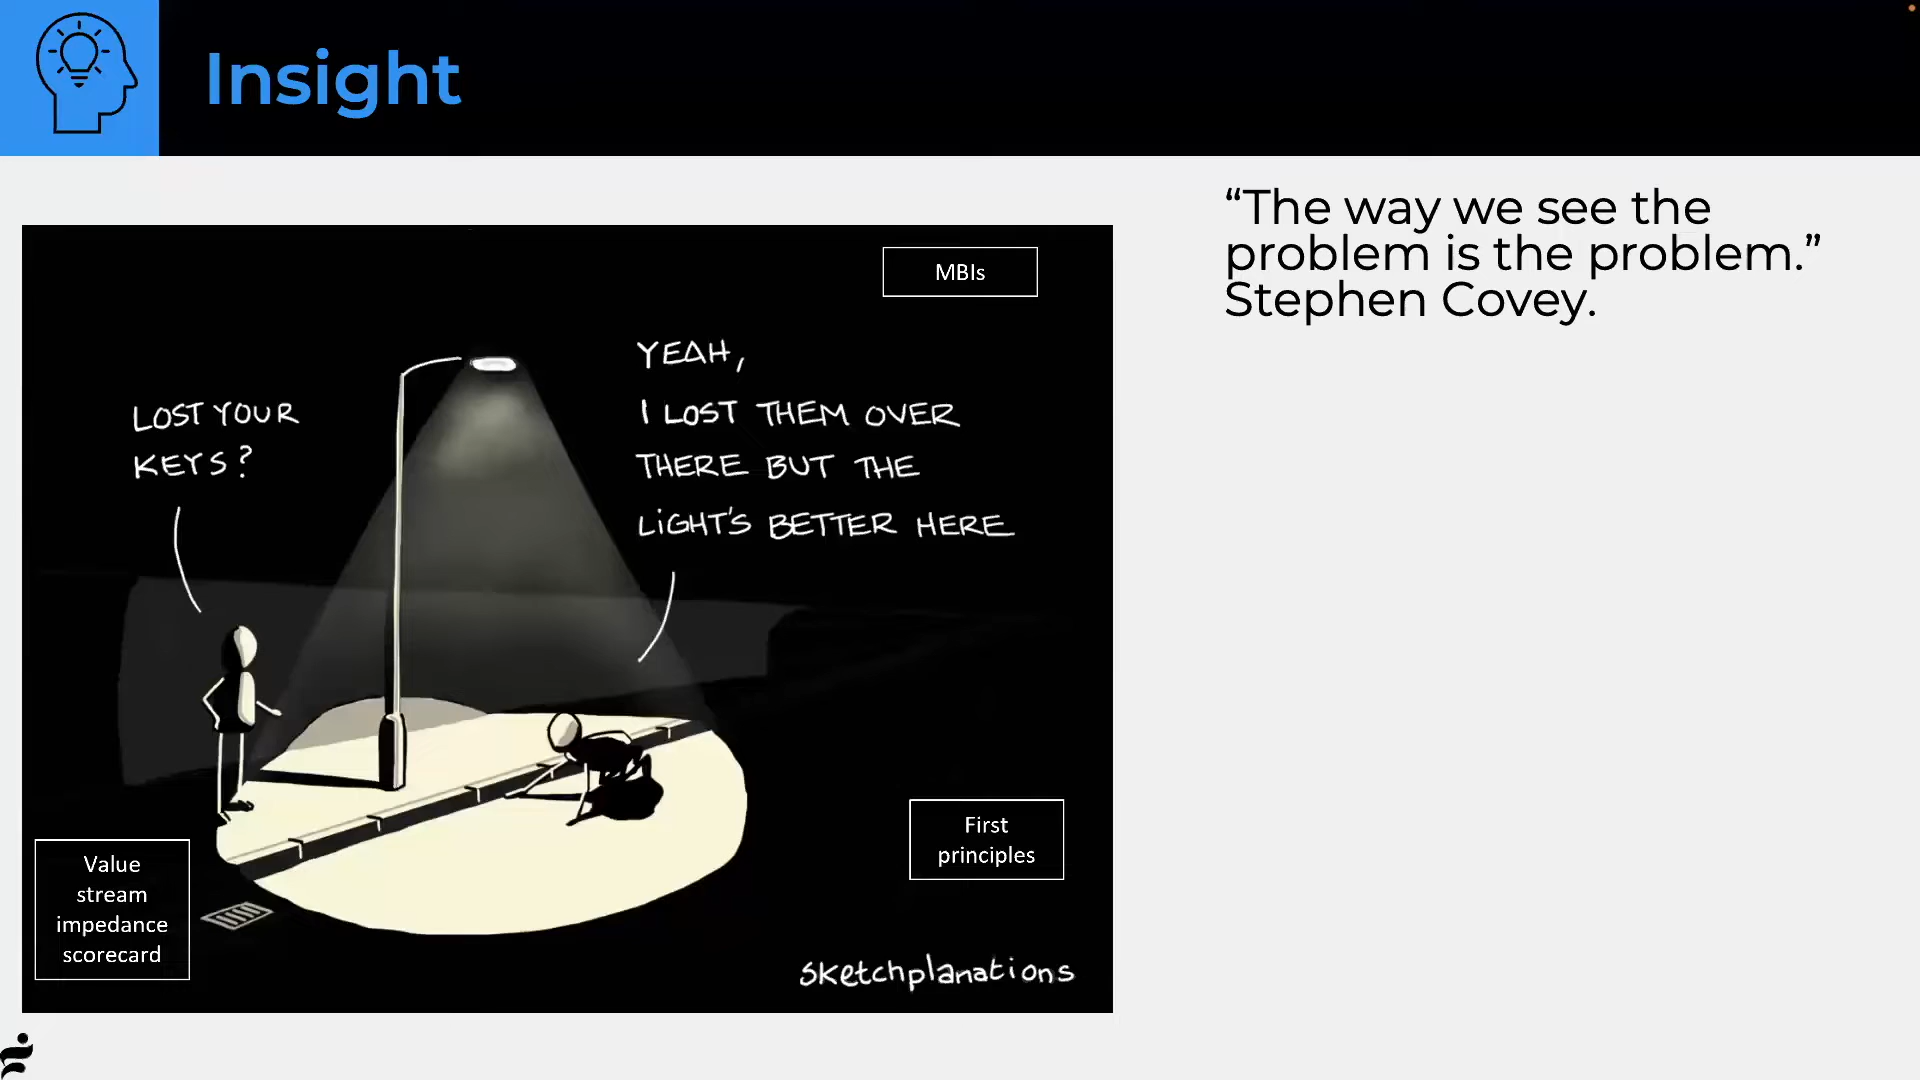 Insight
"The way we see the
problem is the problem."
Stephen Covey.
MBIs
LOST YOUR
KEYS?
YEAH,
I LOST THEM OVER
THERE BUT THE
LIGHT'S BETTER HERE
First
principles
Value
stream
impedance
scorecard
sketchplanations